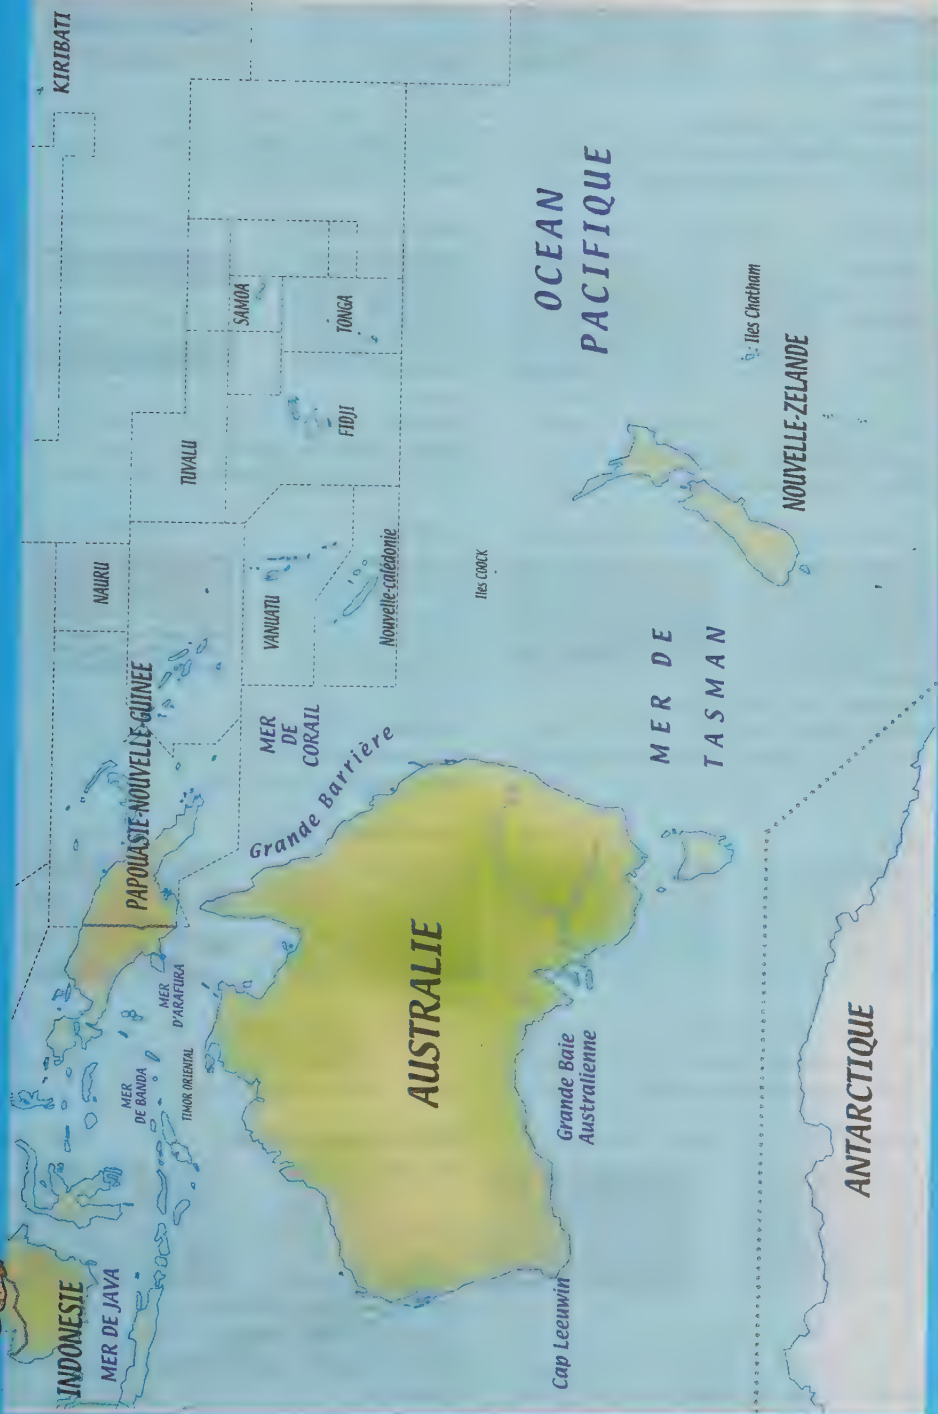 KIRIBATI
INDONESIE
MER DE JAVA
PAPOUASIE-NOUVELLE-GUINEE
NAURU
TUVALU
MER
DE BANDA
MER
D'ARAFURA
TIMOR ORIENTAL
SAMOA
TONGA
FIDJI
VANUATU
Nouvelle-calédonie
MER
DE
CORAIL
Grande Barrière
AUSTRALIE
Iles COOCK
OCEAN
PACIFIQUE
Cap Leeuwin
Grande Baie
Australienne
MER DE
TASMAN
Iles Chatham
NOUVELLE-ZELANDE
ANTARCTIQUE